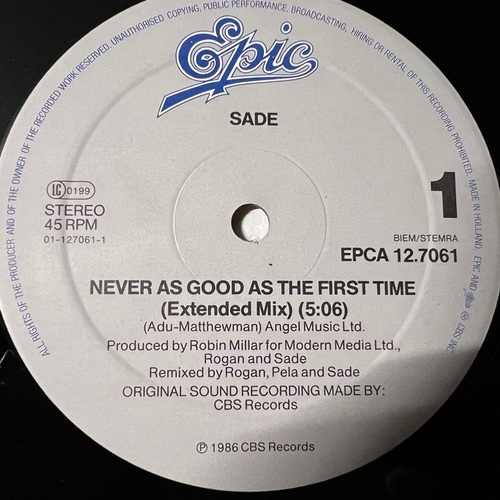 ALL RIGHTS OF THE PRODUCER AND OF THE OWNER OF THE RECORDED WORK RESERVED. UNAUTHORISED COPYING, PUBLIC PERFORMANCE, BROADCASTING, HIRING OR RENTAL OF THIS RECORDING PROHIBITED. MADE IN HOLLAND. EPIC AND CBS INC.
Epic
SADE
LC 0199
STEREO
45 RPM
01-127061-1
1
BIEM/STEMRA
EPCA 12.7061
NEVER AS GOOD AS THE FIRST TIME
(Extended Mix) (5:06)
(Adu-Matthewman) Angel Music Ltd.
Produced by Robin Millar for Modern Media Ltd.,
Rogan and Sade
Remixed by Rogan, Pela and Sade
ORIGINAL SOUND RECORDING MADE BY:
CBS Records
℗ 1986 CBS Records